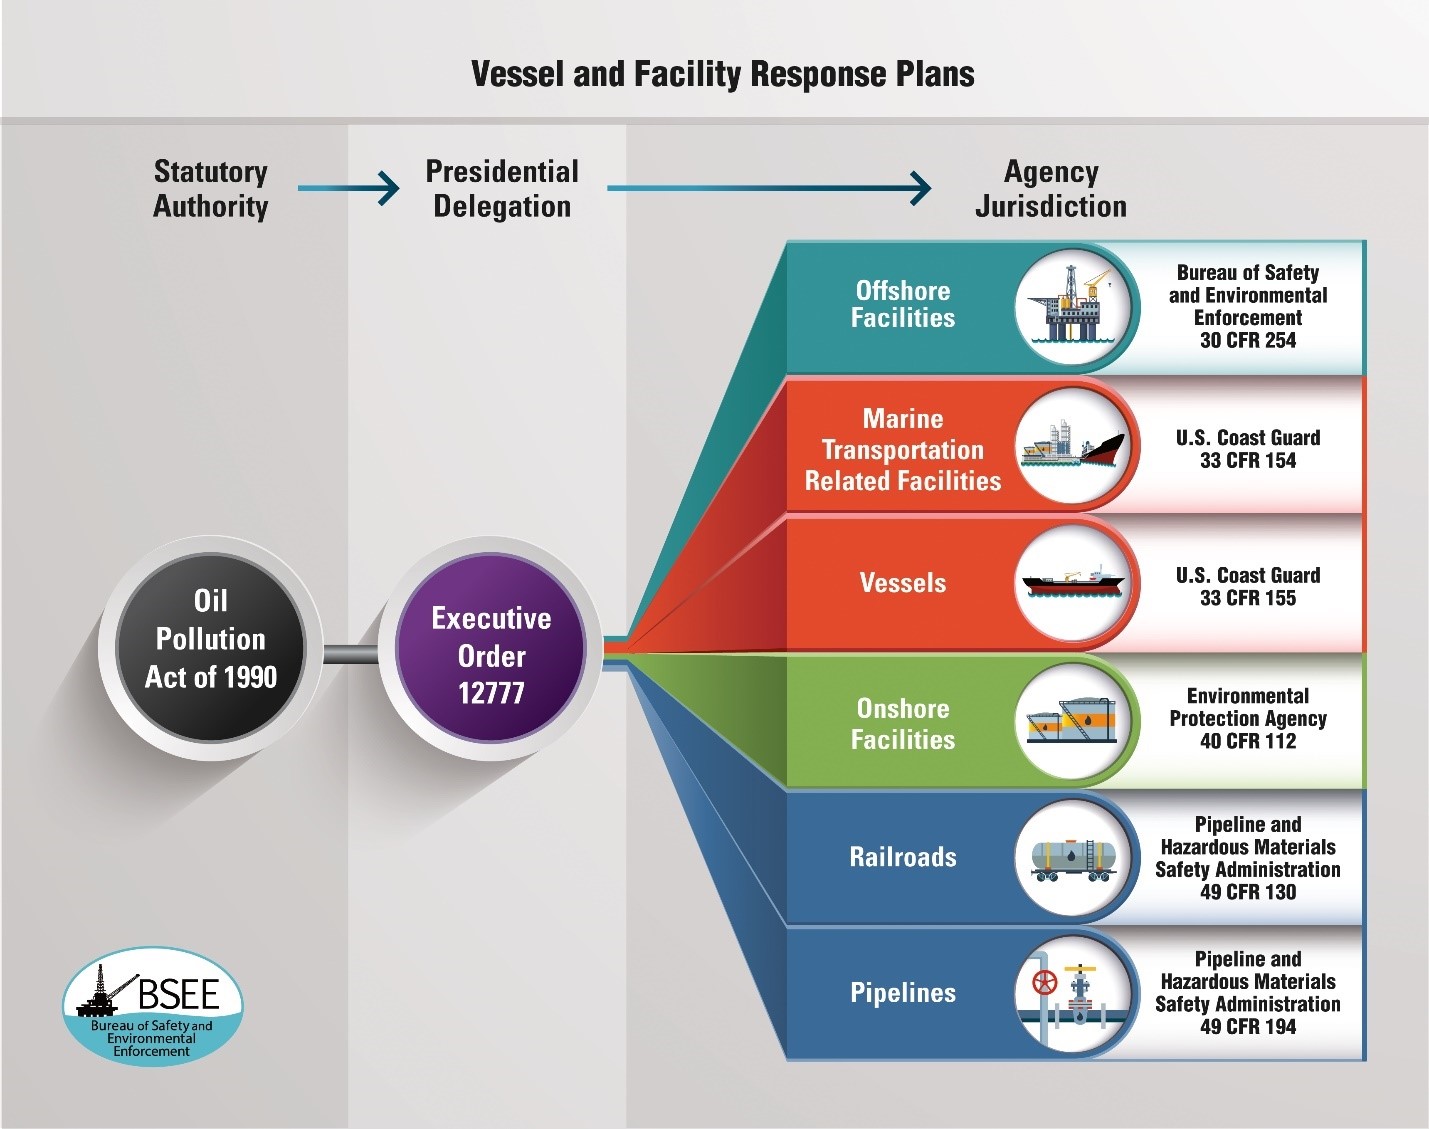 Vessel and Facility Response Plans
Statutory
Authority
Presidential
Delegation
Agency
Jurisdiction
Oil
Pollution
Act of 1990
Executive
Order
12777
Offshore
Facilities
Bureau of Safety
and Environmental
Enforcement
30 CFR 254
Marine
Transportation
Related Facilities
U.S. Coast Guard
33 CFR 154
Vessels
U.S. Coast Guard
33 CFR 155
Onshore
Facilities
Environmental
Protection Agency
40 CFR 112
Railroads
Pipeline and
Hazardous Materials
Safety Administration
49 CFR 130
Pipelines
Pipeline and
Hazardous Materials
Safety Administration
49 CFR 194
BSEE
Bureau of Safety and
Environmental
Enforcement